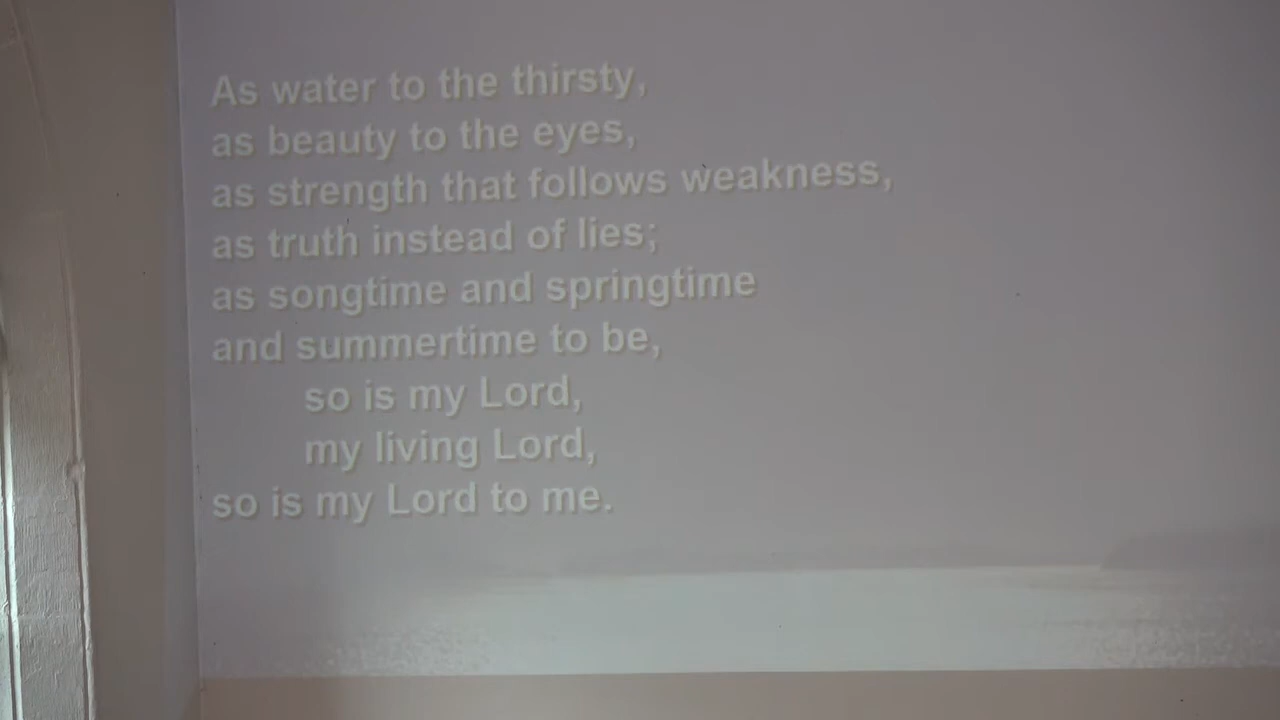 As water to the thirsty,
as beauty to the eyes,
as strength that follows weakness,
as truth instead of lies;
as songtime and springtime
and summertime to be,
so is my Lord,
my living Lord,
so is my Lord to me.